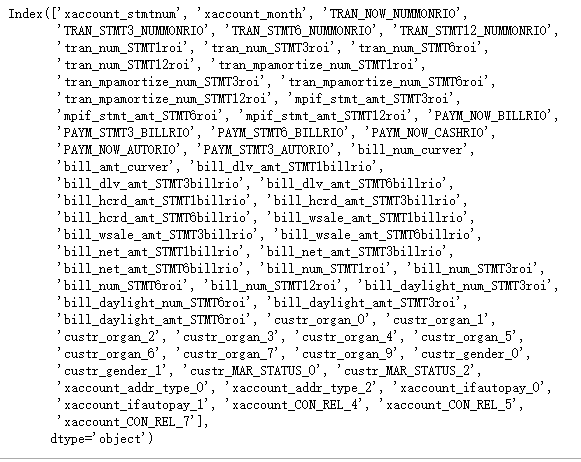 Index(['xaccount_stmtnum', 'xaccount_month', 'TRAN_NOW_NUMMONRIO',
'TRAN_STMT3_NUMMONRIO', 'TRAN_STMT6_NUMMONRIO', 'TRAN_STMT12_NUMMONRIO',
'tran_num_STMT1roi', 'tran_num_STMT3roi', 'tran_num_STMT6roi',
'tran_num_STMT12roi', 'tran_mpamortize_num_STMT1roi',
'tran_mpamortize_num_STMT3roi', 'tran_mpamortize_num_STMT6roi',
'tran_mpamortize_num_STMT12roi', 'mpif_stmt_amt_STMT3roi',
'mpif_stmt_amt_STMT6roi', 'mpif_stmt_amt_STMT12roi', 'PAYM_NOW_BILLRIO',
'PAYM_STMT3_BILLRIO', 'PAYM_STMT6_BILLRIO', 'PAYM_NOW_CASHRIO',
'PAYM_NOW_AUTORIO', 'PAYM_STMT3_AUTORIO', 'bill_num_curver',
'bill_amt_curver', 'bill_dlv_amt_STMT1billrio',
'bill_dlv_amt_STMT3billrio', 'bill_dlv_amt_STMT6billrio',
'bill_hcrd_amt_STMT1billrio', 'bill_hcrd_amt_STMT3billrio',
'bill_hcrd_amt_STMT6billrio', 'bill_wsale_amt_STMT1billrio',
'bill_wsale_amt_STMT3billrio', 'bill_wsale_amt_STMT6billrio',
'bill_net_amt_STMT1billrio', 'bill_net_amt_STMT3billrio',
'bill_net_amt_STMT6billrio', 'bill_num_STMT1roi', 'bill_num_STMT3roi',
'bill_num_STMT6roi', 'bill_num_STMT12roi', 'bill_daylight_num_STMT3roi',
'bill_daylight_num_STMT6roi', 'bill_daylight_amt_STMT3roi',
'bill_daylight_amt_STMT6roi', 'custr_organ_0', 'custr_organ_1',
'custr_organ_2', 'custr_organ_3', 'custr_organ_4', 'custr_organ_5',
'custr_organ_6', 'custr_organ_7', 'custr_organ_9', 'custr_gender_0',
'custr_gender_1', 'custr_MAR_STATUS_0', 'custr_MAR_STATUS_2',
'xaccount_addr_type_0', 'xaccount_addr_type_2', 'xaccount_ifautopay_0',
'xaccount_ifautopay_1', 'xaccount_CON_REL_4', 'xaccount_CON_REL_5',
'xaccount_CON_REL_7'],
dtype='object')